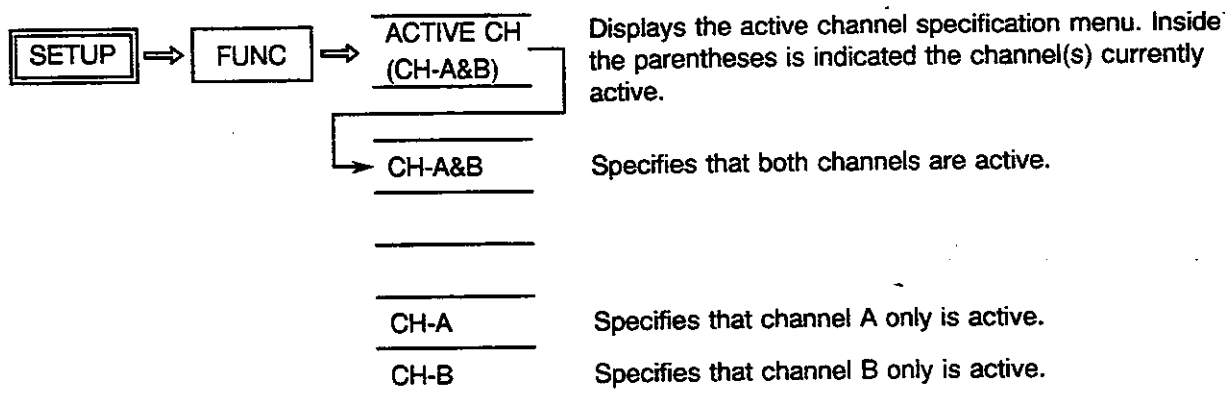 SETUP FUNC ACTIVE CH
(CH-A&B)
Displays the active channel specification menu. Inside
the parentheses is indicated the channel(s) currently
active.
CH-A&B Specifies that both channels are active.
CH-A Specifies that channel A only is active.
CH-B Specifies that channel B only is active.